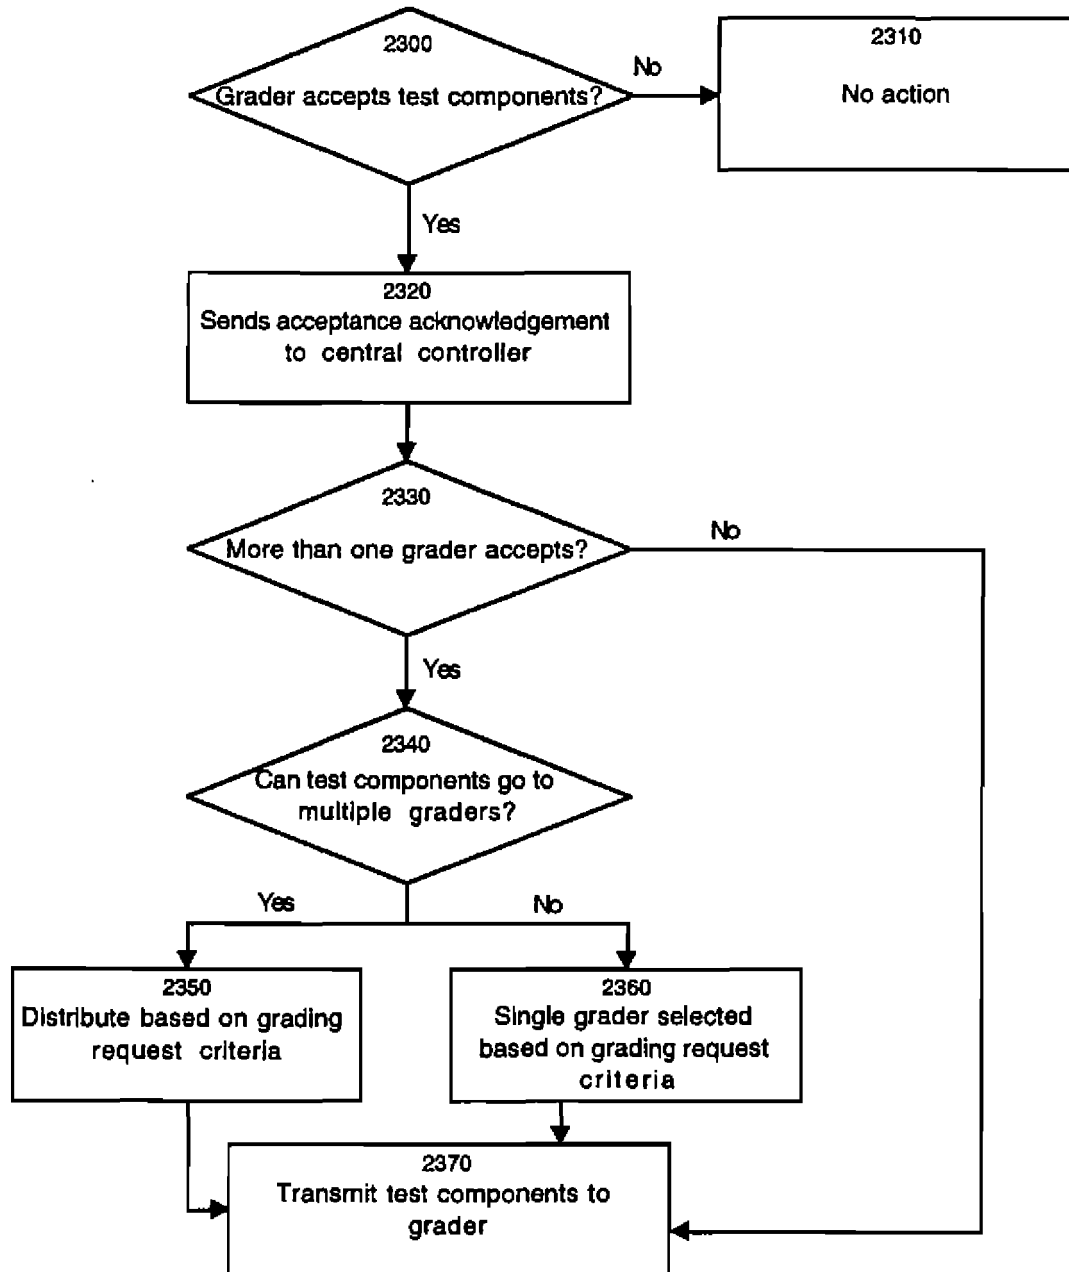 2300
Grader accepts test components?
No
2310
No action
Yes
2320
Sends acceptance acknowledgement
to central controller
2330
More than one grader accepts?
No
Yes
2340
Can test components go to
multiple graders?
Yes
No
2350
Distribute based on grading
request criteria
2360
Single grader selected
based on grading request
criteria
2370
Transmit test components to
grader